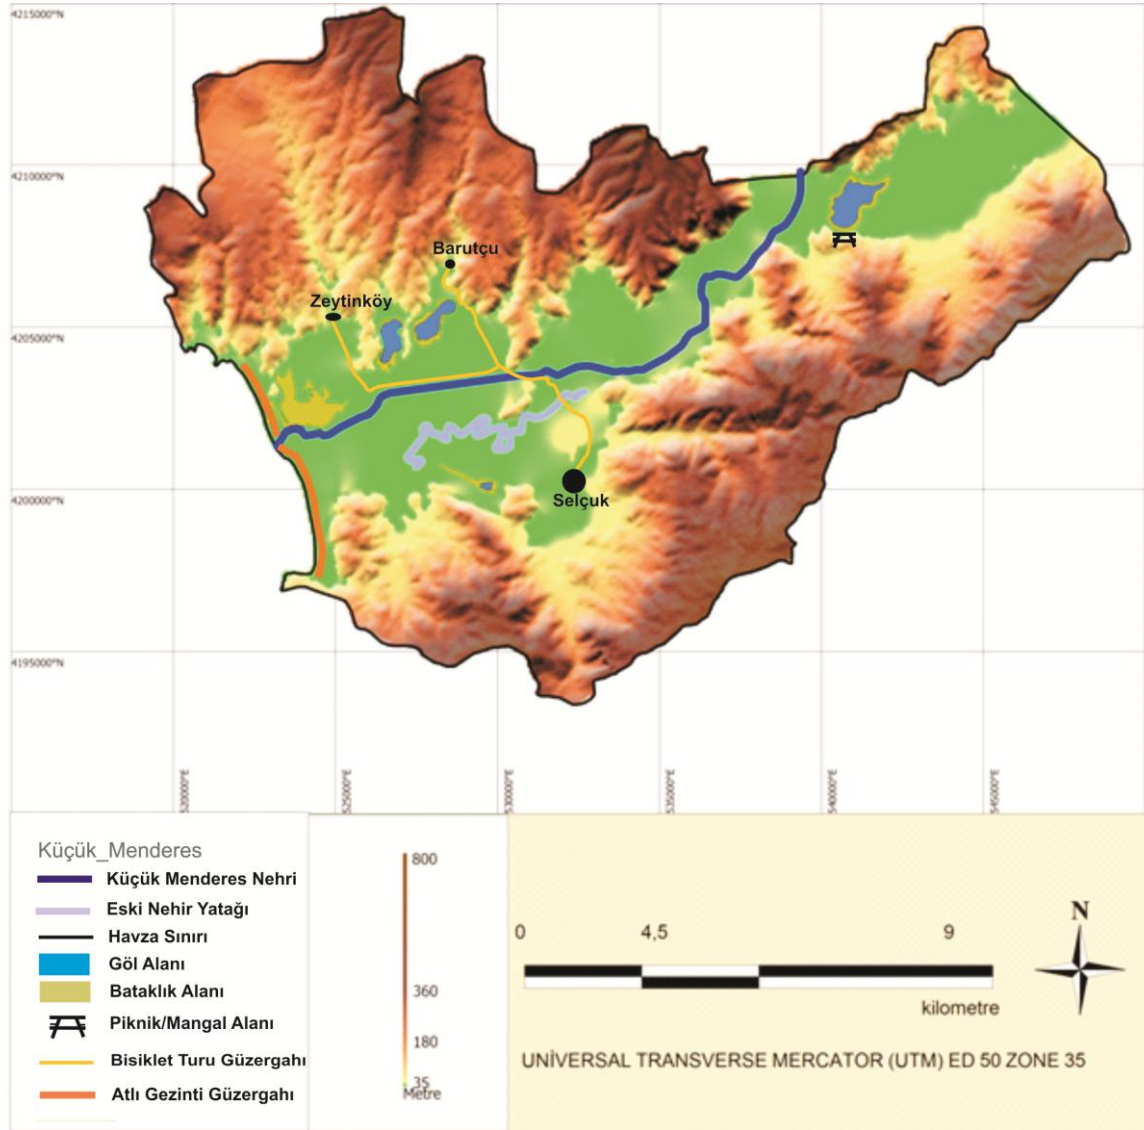 4215000°N
4210000°N
Barutçu
Zeytinköy
4205000°N
4200000°N
Selçuk
4195000°N
520000°E
525000°E
530000°E
535000°E
540000°E
545000°E
Küçük_Menderes
Küçük Menderes Nehri
Eski Nehir Yatağı
Havza Sınırı
Göl Alanı
Bataklık Alanı
Piknik/Mangal Alanı
Bisiklet Turu Güzergahı
Atlı Gezinti Güzergahı
800
360
180
35
Metre
0 4,5 9
kilometre
N
UNİVERSAL TRANSVERSE MERCATOR (UTM) ED 50 ZONE 35